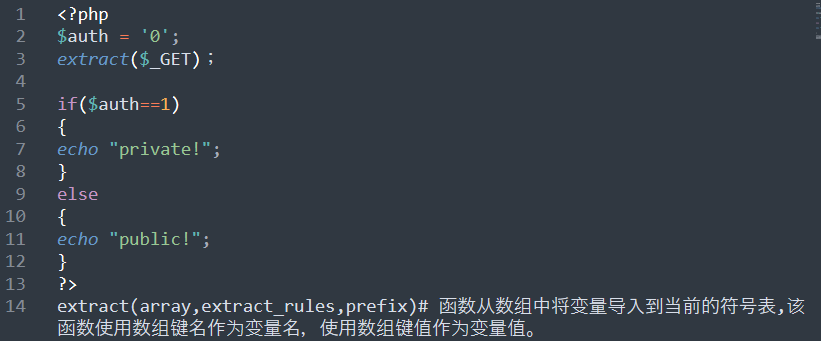 1 <?php
2 $auth = '0';
3 extract($_GET);
4
5 if($auth==1)
6 {
7 echo "private!";
8 }
9 else
10 {
11 echo "public!";
12 }
13 ?>
14 extract(array,extract_rules,prefix)# 函数从数组中将变量导入到当前的符号表,该
函数使用数组键名作为变量名, 使用数组键值作为变量值。